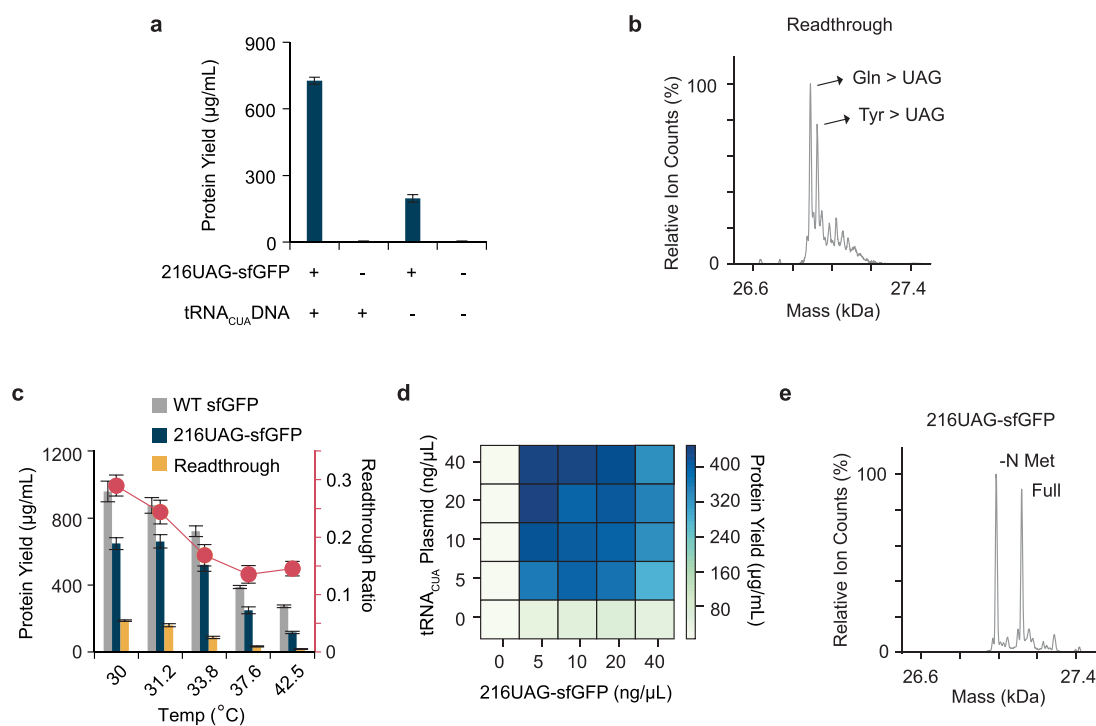 a
900
600
300
0
Protein Yield (µg/mL)
216UAG-sfGFP + - + -
tRNA CUA DNA + + - -
b
Readthrough
100
0
Relative Ion Counts (%)
Gln > UAG
Tyr > UAG
26.6 27.4
Mass (kDa)
c
WT sfGFP
216UAG-sfGFP
Readthrough
1200
800
400
0
Protein Yield (µg/mL)
0.3
0.2
0.1
0
Readthrough Ratio
30 31.2 33.8 37.6 42.5
Temp (°C)
d
tRNA CUA Plasmid (ng/µL)
40
20
10
5
0
0 5 10 20 40
216UAG-sfGFP (ng/µL)
400
320
240
160
80
Protein Yield (µg/mL)
e
216UAG-sfGFP
-N Met
Full
100
0
Relative Ion Counts (%)
26.6 27.4
Mass (kDa)